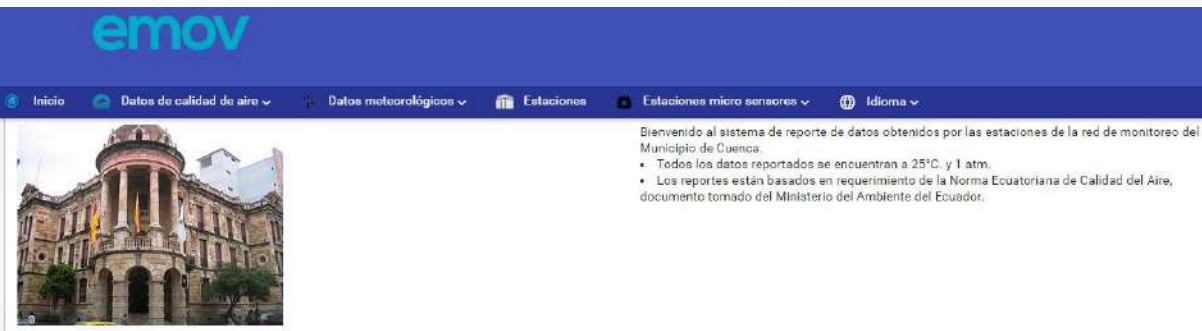 emov
Inicio
Datos de calidad de aire
Datos meteorológicos
Estaciones
Estaciones micro sensores
Idioma
Bienvenido al sistema de reporte de datos obtenidos por las estaciones de la red de monitoreo del
Municipio de Cuenca.
• Todos los datos reportados se encuentran a 25°C. y 1 atm.
• Los reportes están basados en requerimiento de la Norma Ecuatoriana de Calidad del Aire,
documento tomado del Ministerio del Ambiente del Ecuador.